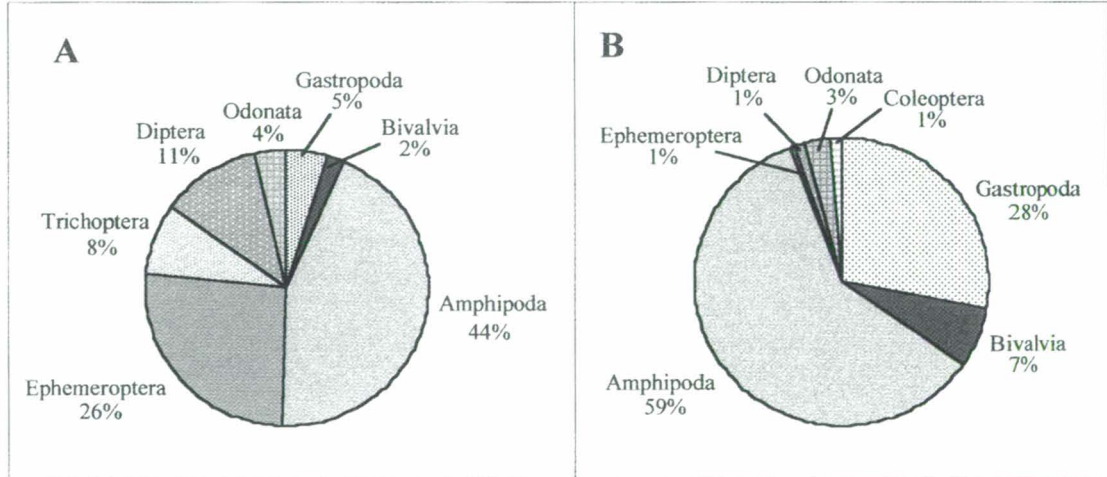 A
Gastropoda
5%
Bivalvia
2%
Odonata
4%
Diptera
11%
Trichoptera
8%
Amphipoda
44%
Ephemeroptera
26%
B
Diptera
1%
Odonata
3%
Coleoptera
1%
Ephemeroptera
1%
Gastropoda
28%
Bivalvia
7%
Amphipoda
59%